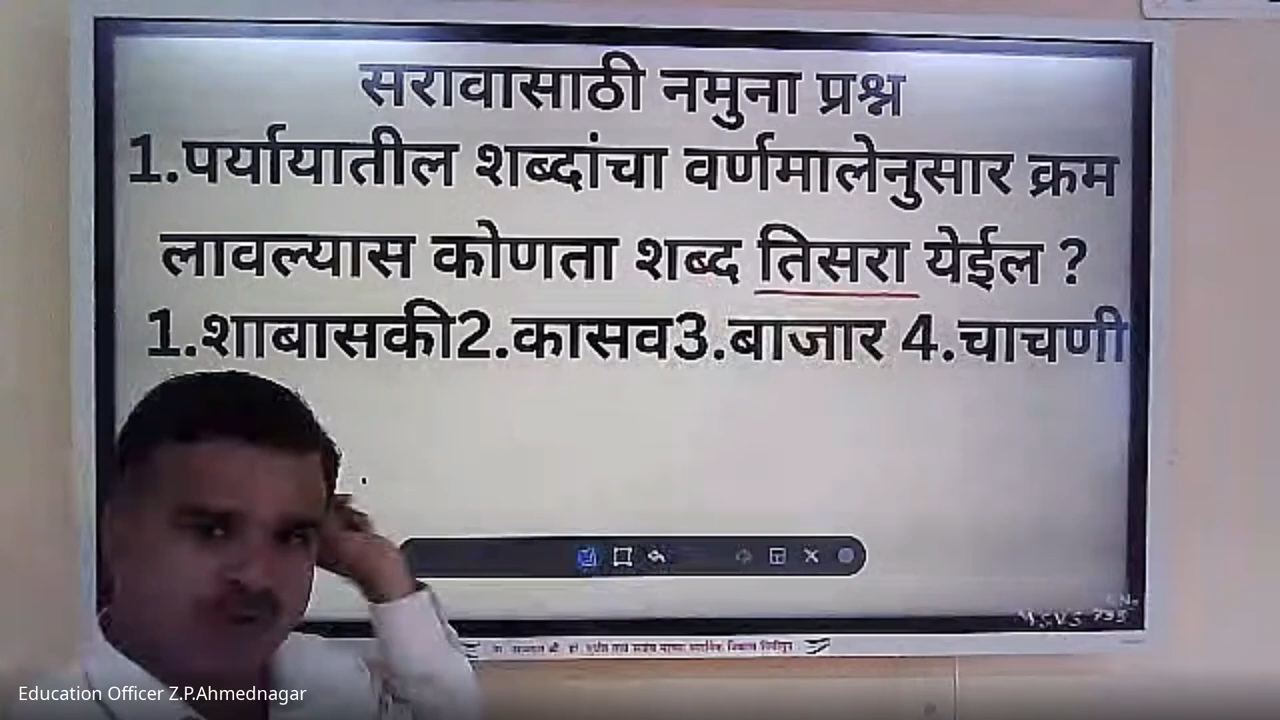 सरावासाठी नमुना प्रश्न
1.पर्यायातील शब्दांचा वर्णमालेनुसार क्रम
लावल्यास कोणता शब्द तिसरा येईल ?
1.शाबासकी2.कासव3.बाजार 4.चाचणी
Education Officer Z.P.Ahmednagar